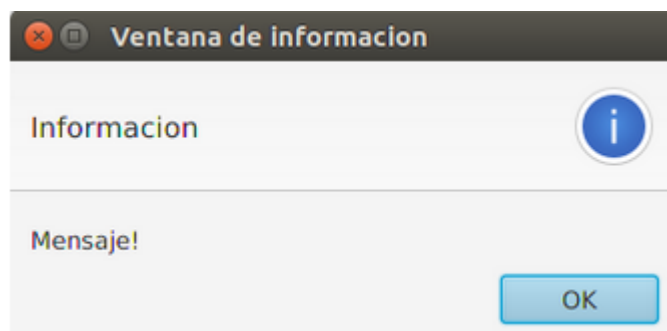 Ventana de informacion
Informacion
i
Mensaje!
OK